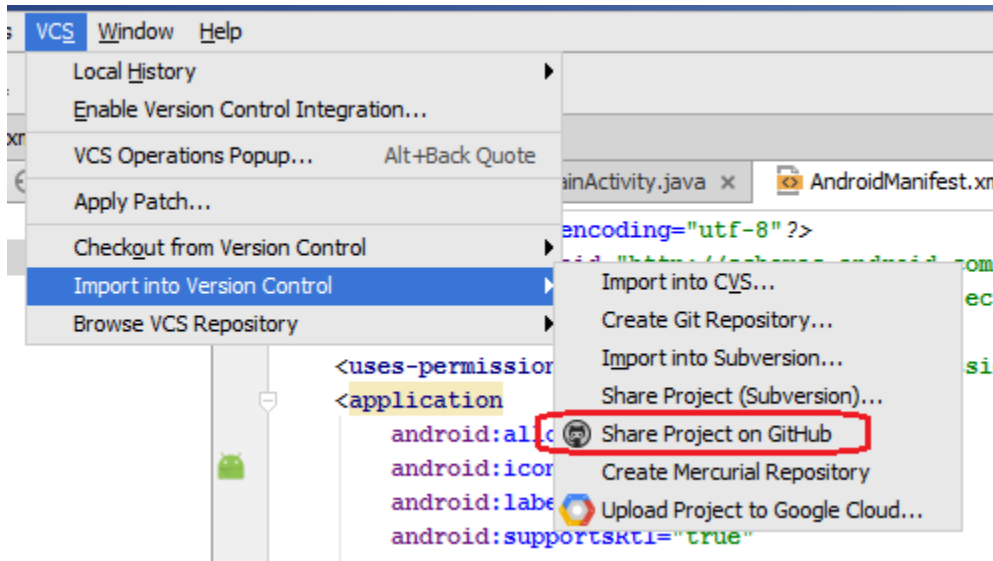 VCS Window Help
Local History
Enable Version Control Integration...
VCS Operations Popup... Alt+Back Quote
Apply Patch...
Checkout from Version Control
Import into Version Control
Browse VCS Repository
ainActivity.java × AndroidManifest.xm
encoding="utf-8"?>
Import into CVS...
Create Git Repository...
Import into Subversion...
Share Project (Subversion)...
Share Project on GitHub
Create Mercurial Repository
Upload Project to Google Cloud...
<uses-permission
<application
android:allo
android:icon
android:labe
android:supportsRtl="true"